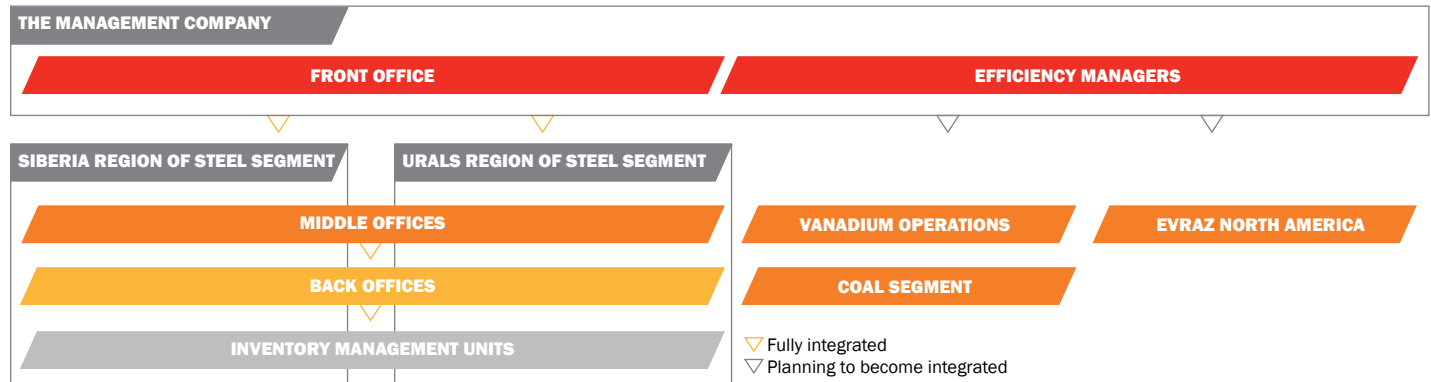 THE MANAGEMENT COMPANY
FRONT OFFICE
EFFICIENCY MANAGERS
SIBERIA REGION OF STEEL SEGMENT
URALS REGION OF STEEL SEGMENT
MIDDLE OFFICES
VANADIUM OPERATIONS
EVRAZ NORTH AMERICA
BACK OFFICES
COAL SEGMENT
INVENTORY MANAGEMENT UNITS
Fully integrated
Planning to become integrated